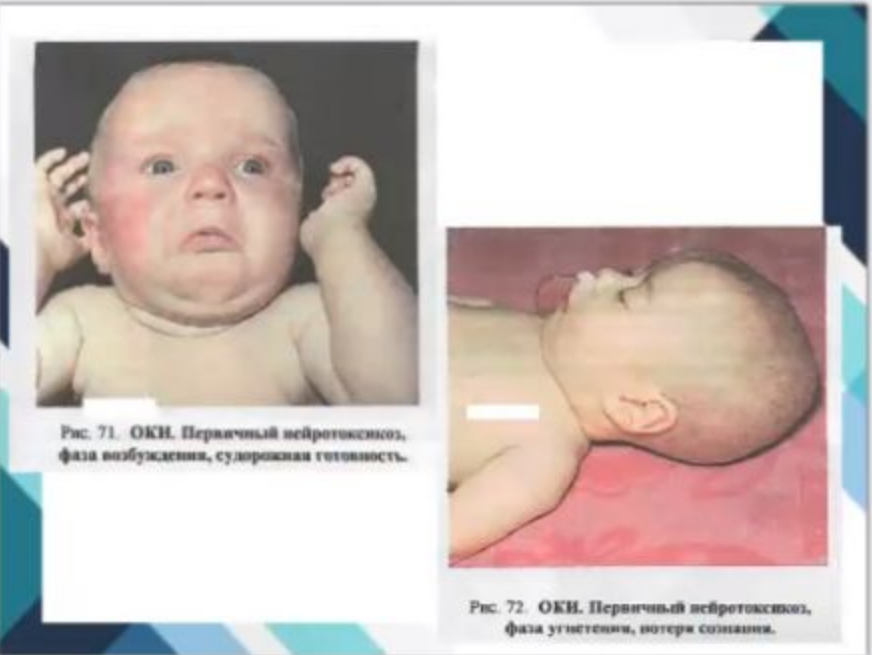 Рис. 71. ОКИ. Первичный нейротоксикоз,
фаза возбуждения, судорожная готовность.
Рис. 72. ОКИ. Первичный нейротоксикоз,
фаза угнетения, потеря сознания.